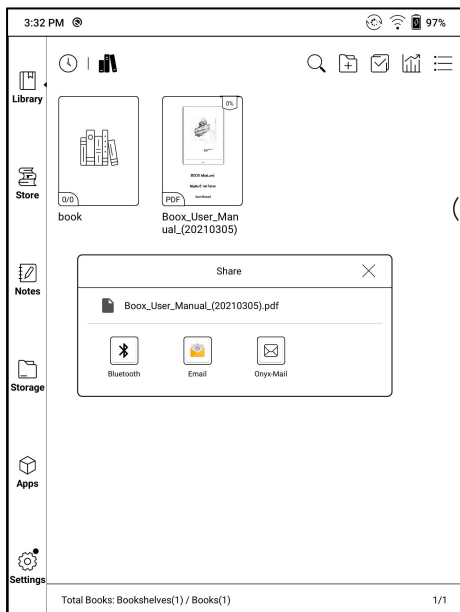 3:32 PM
97%
Library
Store
Notes
Storage
Apps
Settings
0/0
book
0%
PDF
Boox_User_Man
ual_(20210305)
Share
Boox_User_Manual_(20210305).pdf
Bluetooth
Email
Onyx-Mail
Total Books: Bookshelves(1) / Books(1)
1/1